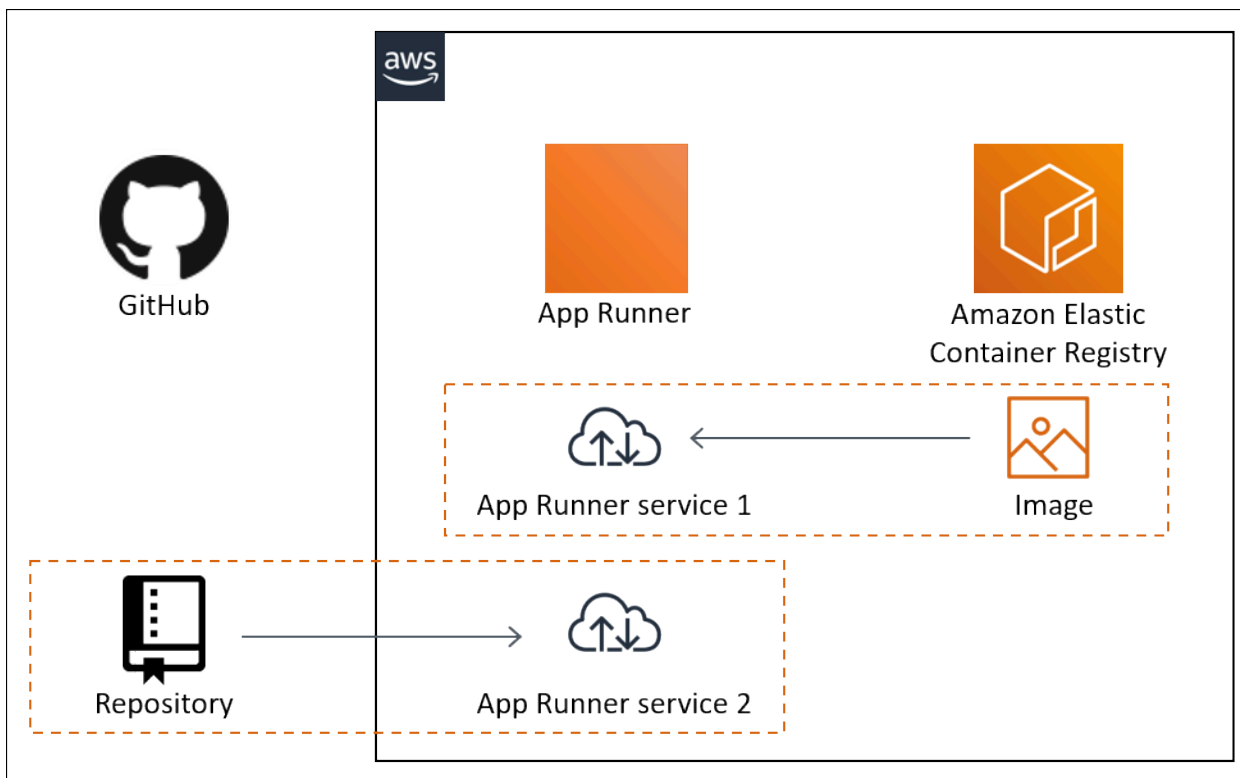 aws
GitHub
App Runner
Amazon Elastic
Container Registry
App Runner service 1
Image
Repository
App Runner service 2